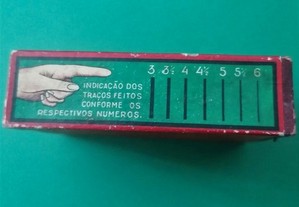 3 3½ 4 4½ 5 5½ 6
INDICAÇÃO DOS
TRAÇOS FEITOS
CONFORME OS
RESPECTIVOS NUMEROS.